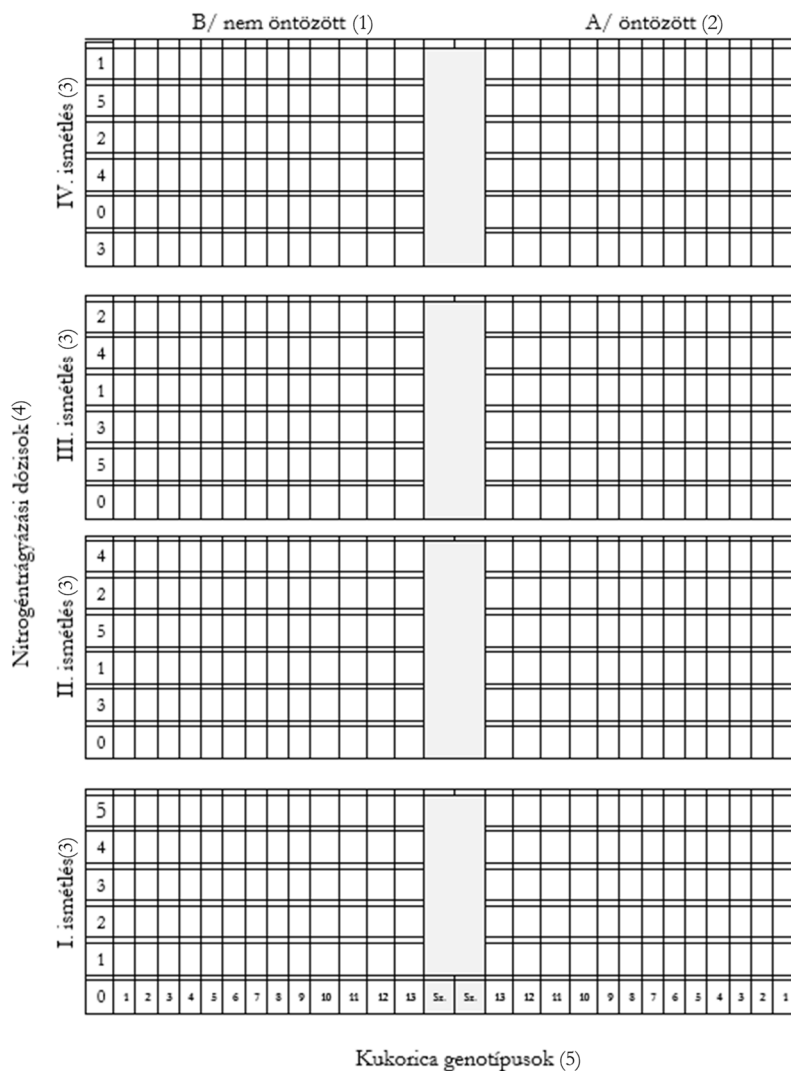 B/ nem öntözött (1) A/ öntözött (2)
IV. ismétlés (3)
1
5
2
4
0
3
III. ismétlés (3)
2
4
1
3
5
0
Nitrogéntrágyázási dózisok (4)
II. ismétlés (3)
4
2
5
1
3
0
I. ismétlés(3)
5
4
3
2
1
0 1 2 3 4 5 6 7 8 9 10 11 12 13 Sz. Sz. 13 12 11 10 9 8 7 6 5 4 3 2 1
Kukorica genotípusok (5)